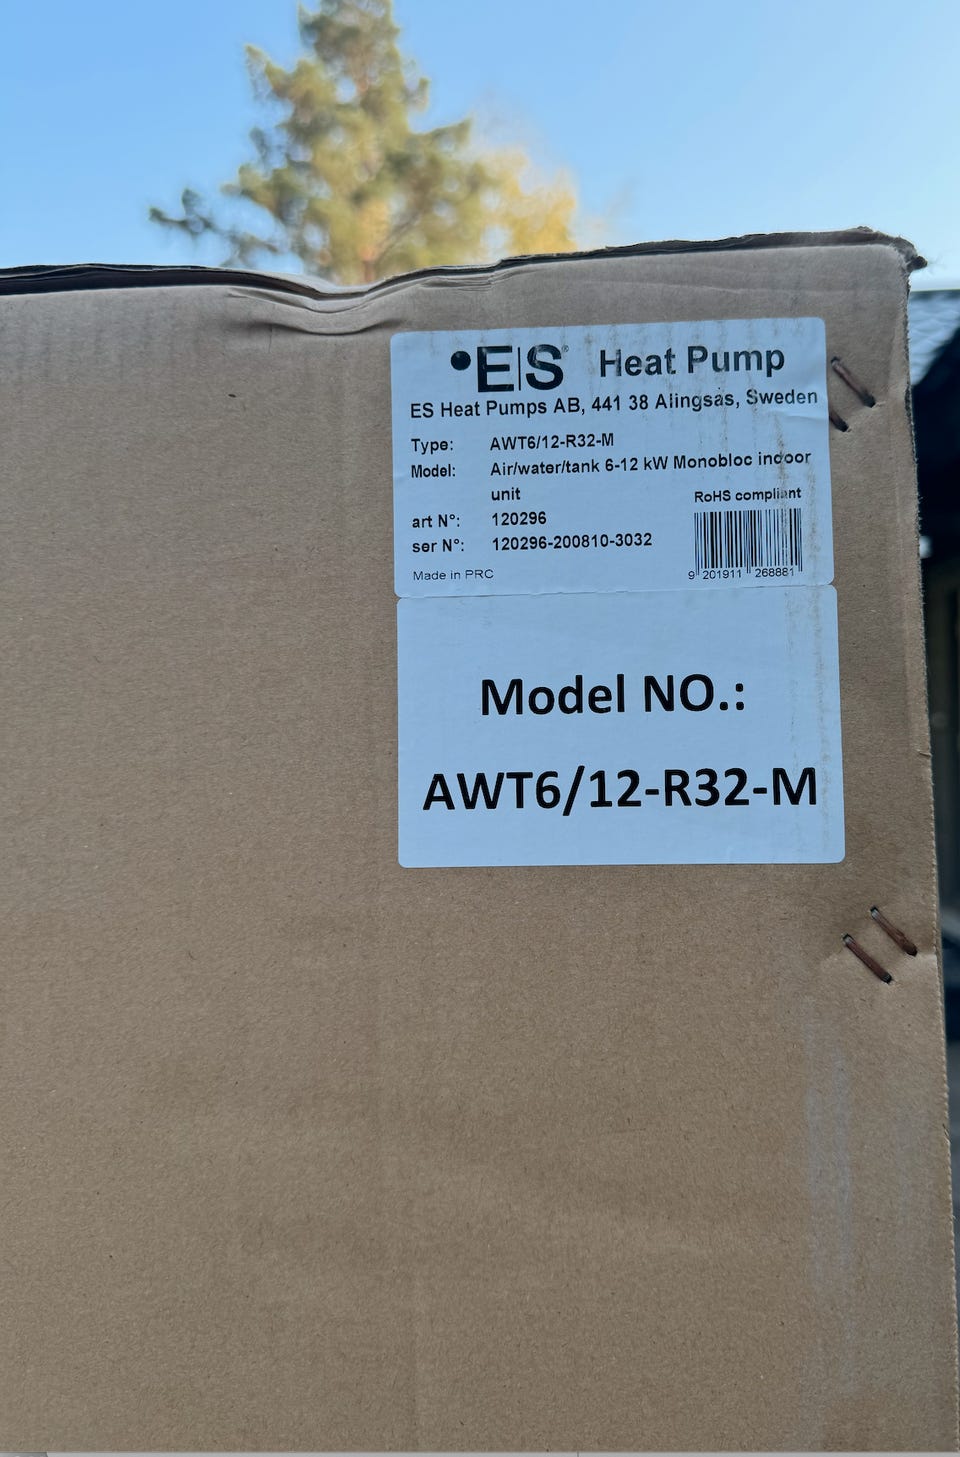 ES® Heat Pump
ES Heat Pumps AB, 441 38 Alingsås, Sweden
Type: AWT6/12-R32-M
Model: Air/water/tank 6-12 kW Monobloc indoor
unit
RoHS compliant
art N°: 120296
ser N°: 120296-200810-3032
Made in PRC
9 201911 268881
Model NO.:
AWT6/12-R32-M